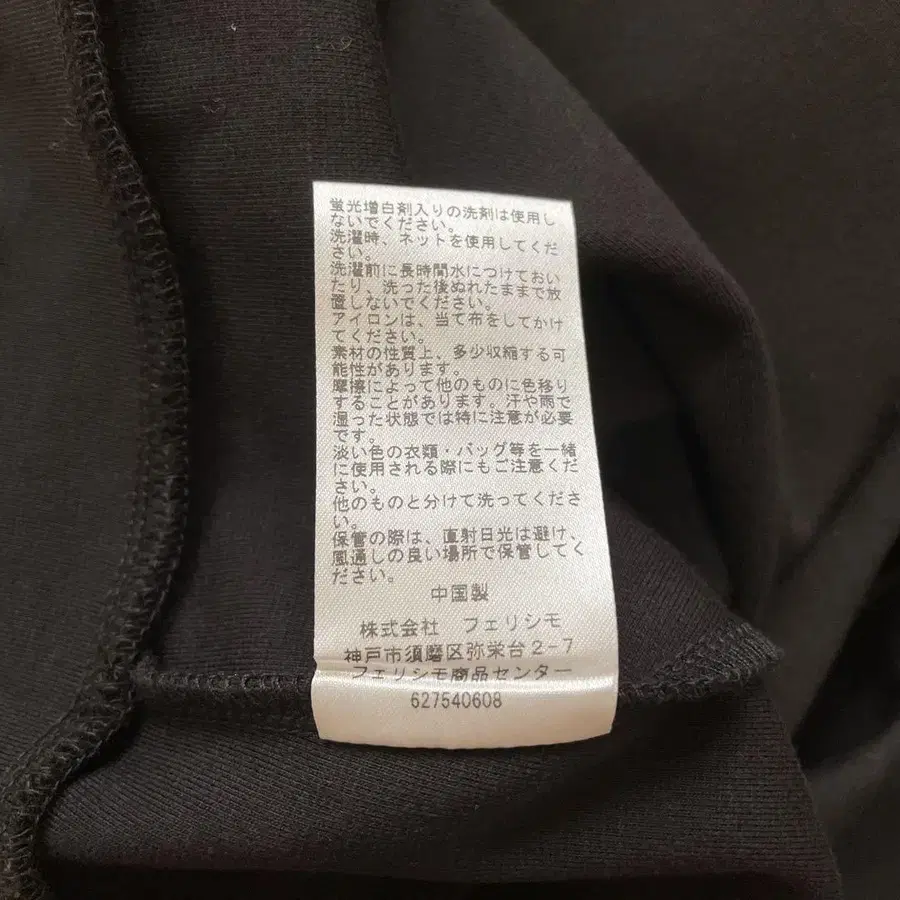 蛍光増白剤入りの洗剤は使用し
ないでください。
洗濯時、ネットを使用してくだ
さい。
洗濯前に長時間水につけておい
たり、洗った後ぬれたままで放
置しないでください。
アイロンは、当て布をしてかけ
てください。
素材の性質上、多少収縮する可
能性があります。
摩擦によって他のものに色移り
することがあります。汗や雨で
湿った状態では特に注意が必要
です。
淡い色の衣類・バッグ等を一緒
に使用される際にもご注意くだ
さい。
他のものと分けて洗ってくださ
い。
保管の際は、直射日光は避け、
風通しの良い場所で保管してく
ださい。
中国製
株式会社 フェリシモ
神戸市須磨区弥栄台2-7
フェリシモ商品センター
627540608